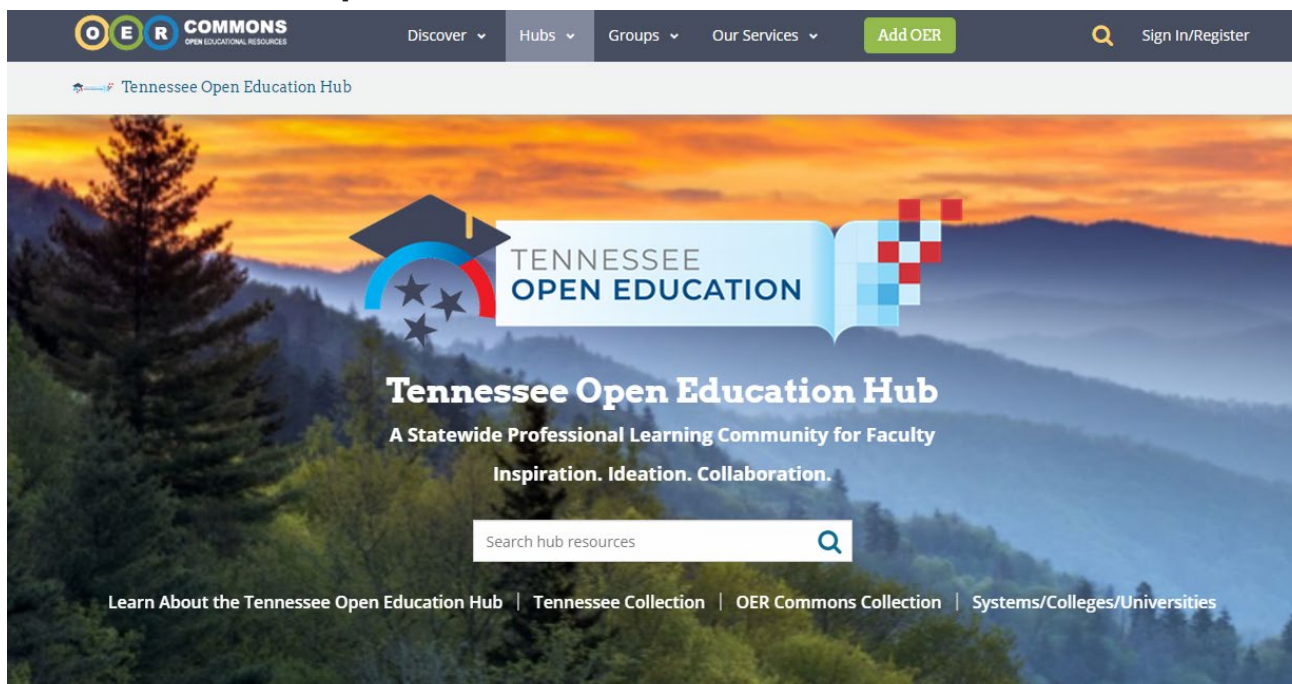 O E R COMMONS
OPEN EDUCATIONAL RESOURCES
Discover Hubs Groups Our Services Add OER Sign In/Register
Tennessee Open Education Hub
TENNESSEE
OPEN EDUCATION
Tennessee Open Education Hub
A Statewide Professional Learning Community for Faculty
Inspiration. Ideation. Collaboration.
Search hub resources
Learn About the Tennessee Open Education Hub | Tennessee Collection | OER Commons Collection | Systems/Colleges/Universities